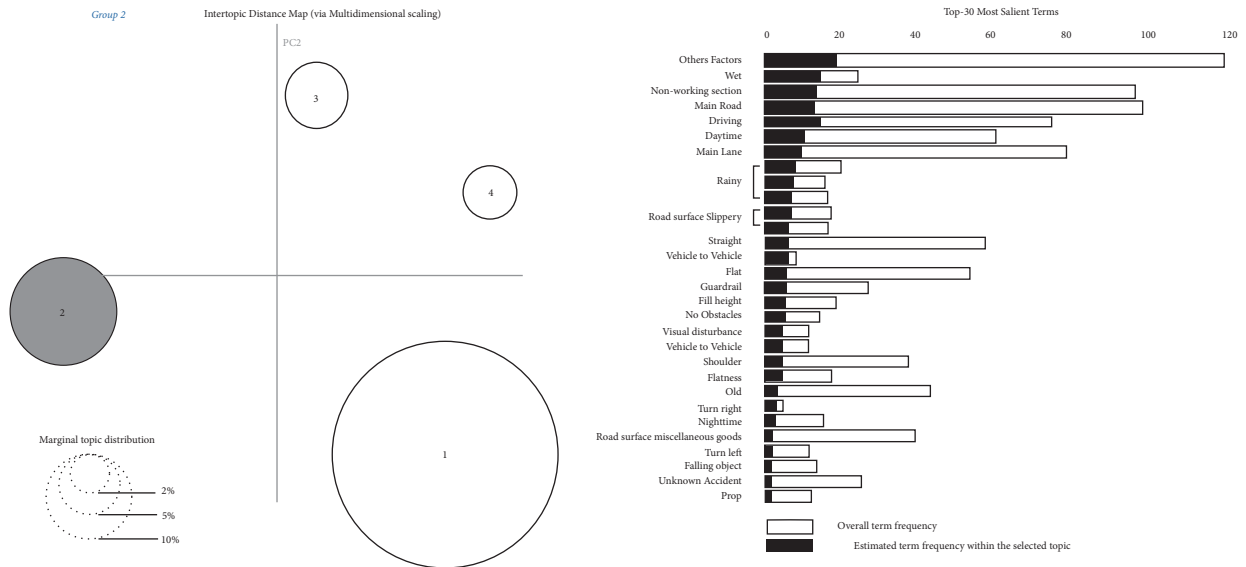 Group 2
Intertopic Distance Map (via Multidimensional scaling)
PC2
3
4
2
1
Marginal topic distribution
2%
5%
10%
Top-30 Most Salient Terms
0 20 40 60 80 100 120
Others Factors
Wet
Non-working section
Main Road
Driving
Daytime
Main Lane
Rainy
Road surface Slippery
Straight
Vehicle to Vehicle
Flat
Guardrail
Fill height
No Obstacles
Visual disturbance
Vehicle to Vehicle
Shoulder
Flatness
Old
Turn right
Nighttime
Road surface miscellaneous goods
Turn left
Falling object
Unknown Accident
Prop
Overall term frequency
Estimated term frequency within the selected topic